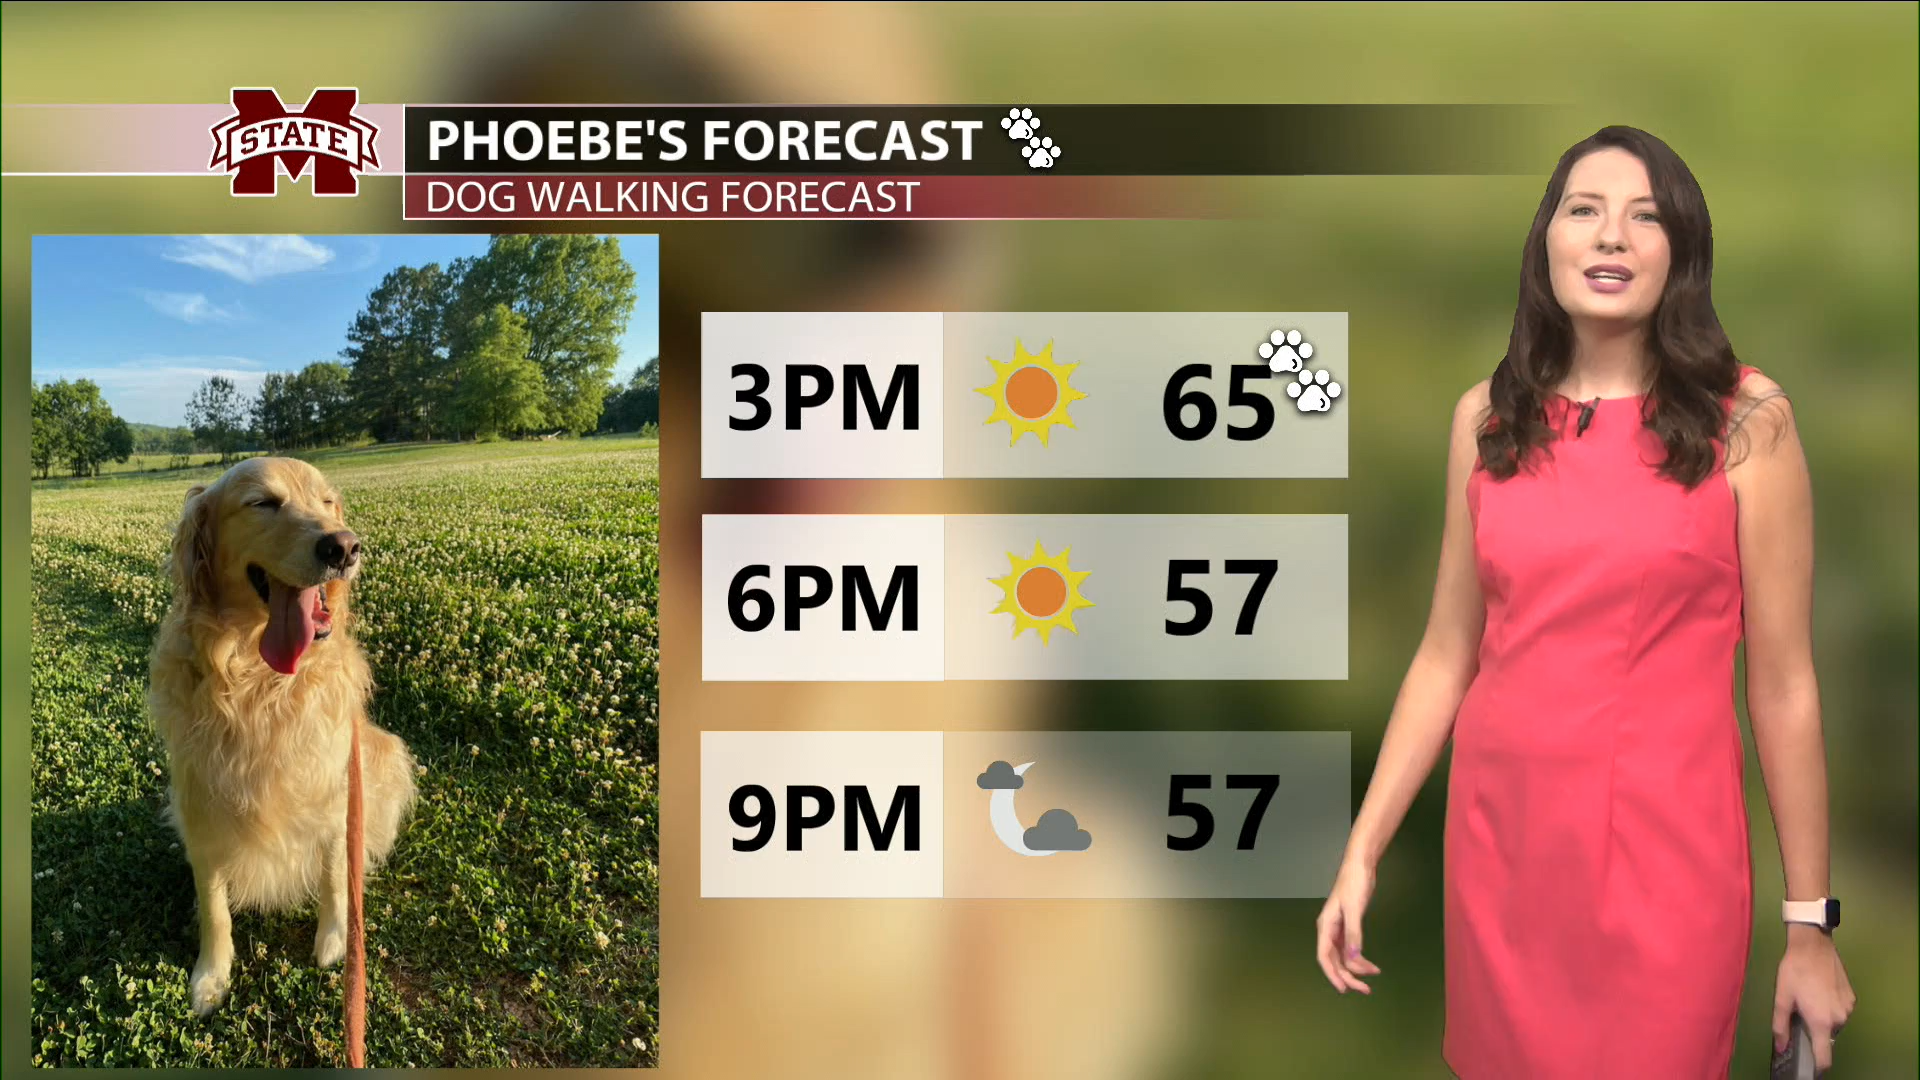 STATE
PHOEBE'S FORECAST
DOG WALKING FORECAST
3PM 65
6PM 57
9PM 57